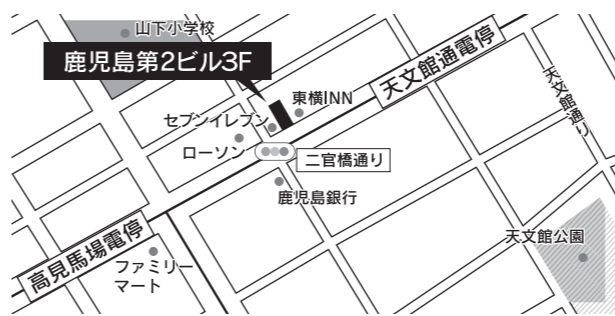 山下小学校
鹿児島第2ビル3F
東横INN
天文館通電停
天文館通り
セブンイレブン
ローソン
二官橋通り
鹿児島銀行
天文館公園
高見馬場電停
ファミリー
マート